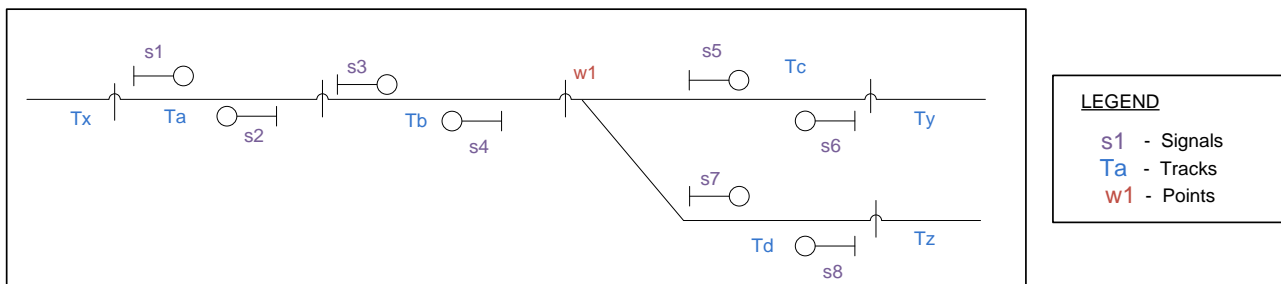 s1
s3
w1
s5
Tc
Tx
Ta
s2
Tb
s4
s6
Ty
s7
Td
s8
Tz
LEGEND
s1 - Signals
Ta - Tracks
w1 - Points